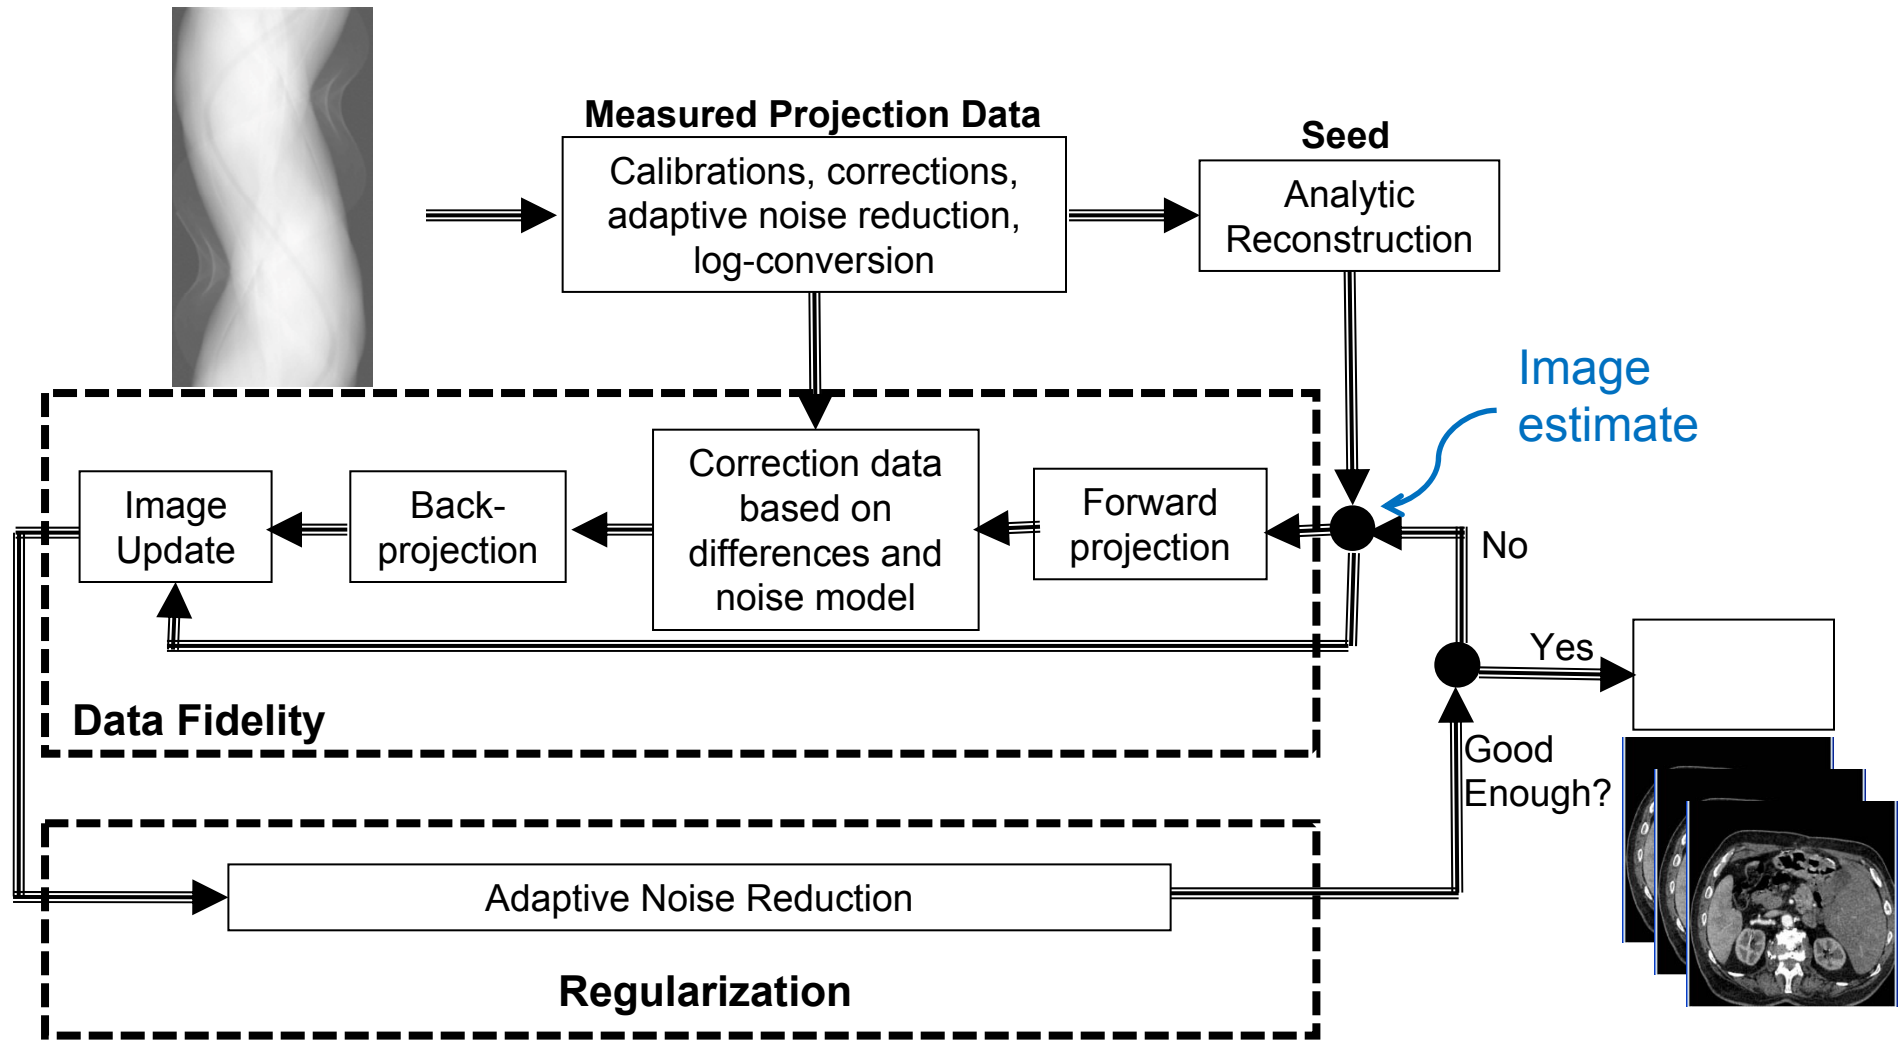 Measured Projection Data
Calibrations, corrections,
adaptive noise reduction,
log-conversion
Seed
Analytic
Reconstruction
Image
estimate
Image
Update
Back-
projection
Correction data
based on
differences and
noise model
Forward
projection
No
Yes
Data Fidelity
Good
Enough?
Adaptive Noise Reduction
Regularization